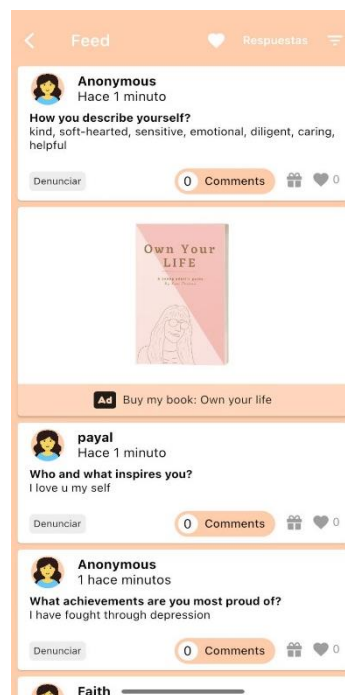 Feed
Respuestas
Anonymous
Hace 1 minuto
How you describe yourself?
kind, soft-hearted, sensitive, emotional, diligent, caring,
helpful
Denunciar
0 Comments
0
Own Your
LIFE
Ad Buy my book: Own your life
payal
Hace 1 minuto
Who and what inspires you?
I love u my self
Denunciar
0 Comments
0
Anonymous
1 hace minutos
What achievements are you most proud of?
I have fought through depression
Denunciar
0 Comments
0
Faith